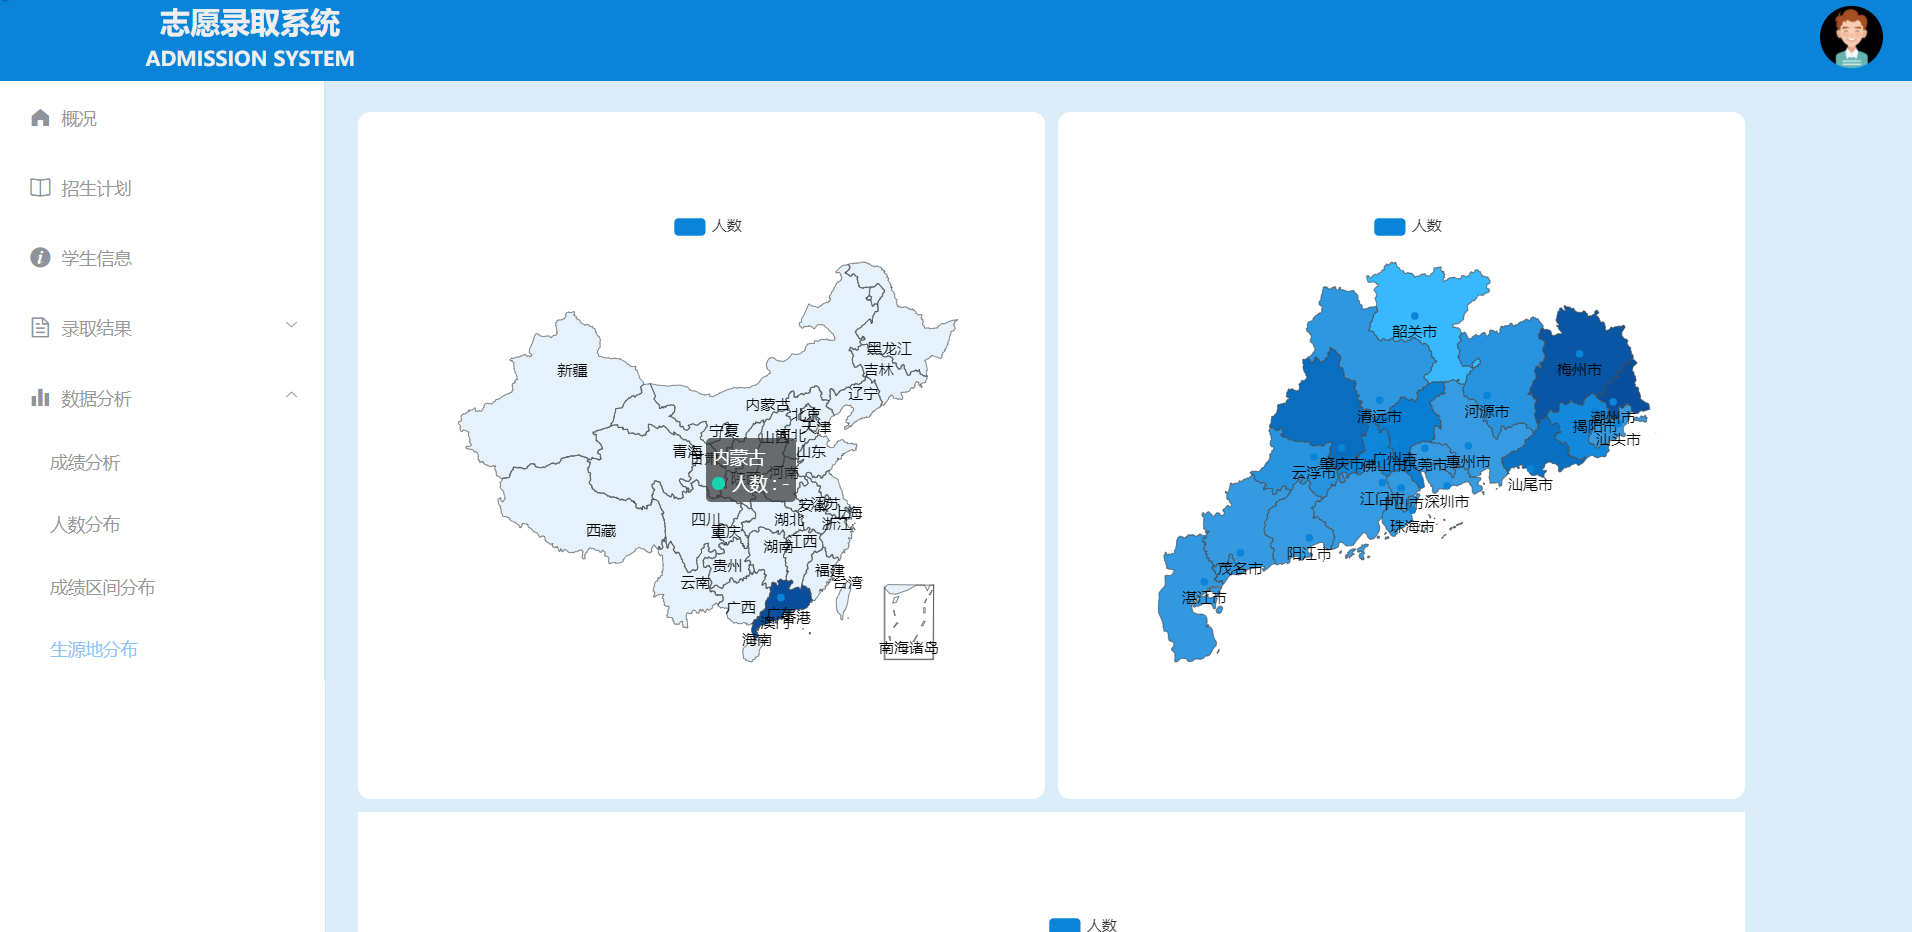 志愿录取系统
ADMISSION SYSTEM
概况
招生计划
学生信息
录取结果
数据分析
成绩分析
人数分布
成绩区间分布
生源地分布
人数
黑龙江
新疆
吉林
辽宁
内蒙古
北京
宁夏
天津
山西
河北
青海
甘肃
山东
内蒙古
人数 : -
陕西
河南
安徽
江苏
上海
四川
湖北
浙江
西藏
重庆
湖南
江西
贵州
福建
云南
台湾
广西
广东
香港
澳门
海南
南海诸岛
人数
韶关市
梅州市
清远市
河源市
潮州市
揭阳市
汕头市
广州市
云浮市
肇庆市
佛山市
东莞市
惠州市
汕尾市
江门市
中山市
深圳市
珠海市
阳江市
茂名市
湛江市
人数